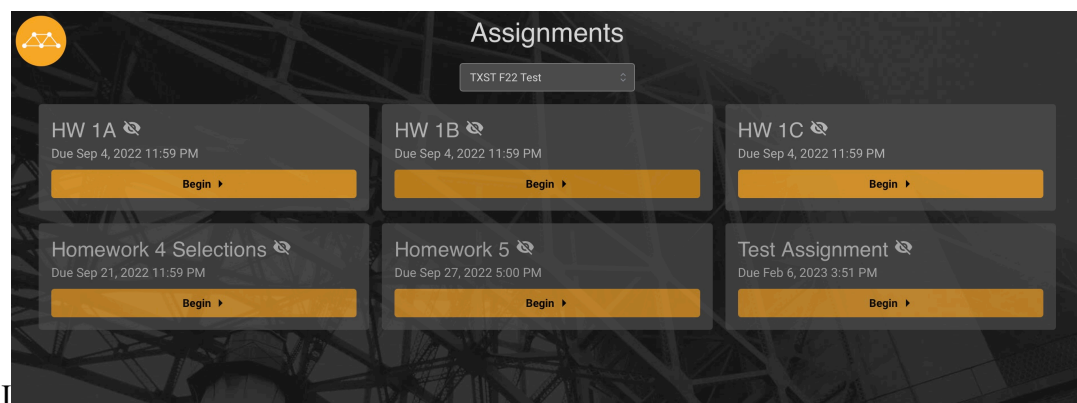 Assignments
TXST F22 Test
HW 1A
HW 1B
HW 1C
Due Sep 4, 2022 11:59 PM
Due Sep 4, 2022 11:59 PM
Due Sep 4, 2022 11:59 PM
Begin
Begin
Begin
Homework 4 Selections
Homework 5
Test Assignment
Due Sep 21, 2022 11:59 PM
Due Sep 27, 2022 5:00 PM
Due Feb 6, 2023 3:51 PM
Begin
Begin
Begin
I